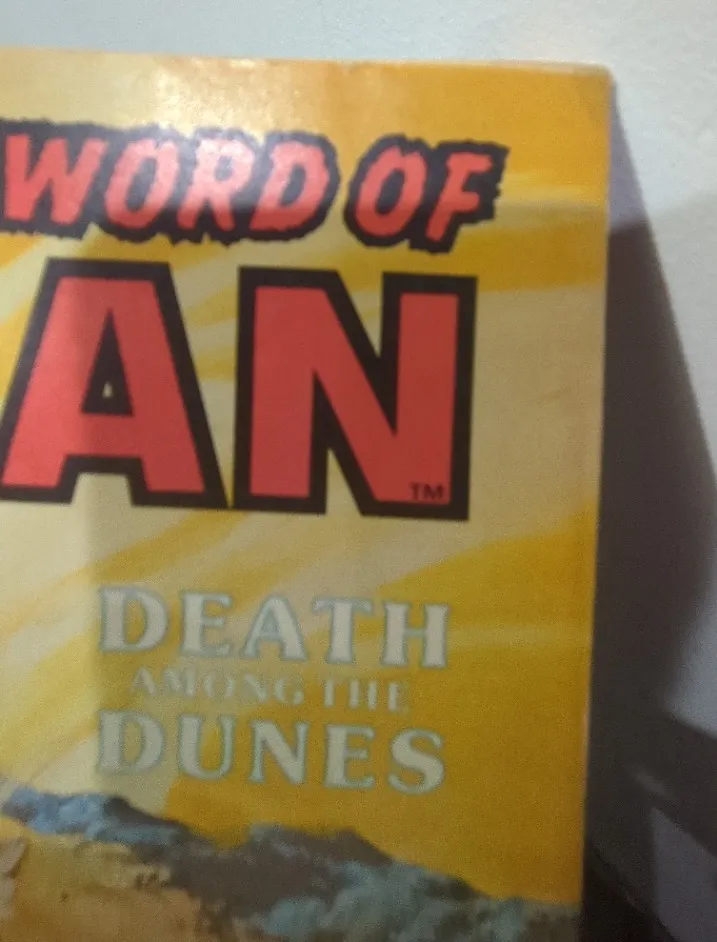 WORD OF
AN
TM
DEATH
AMONG THE
DUNES